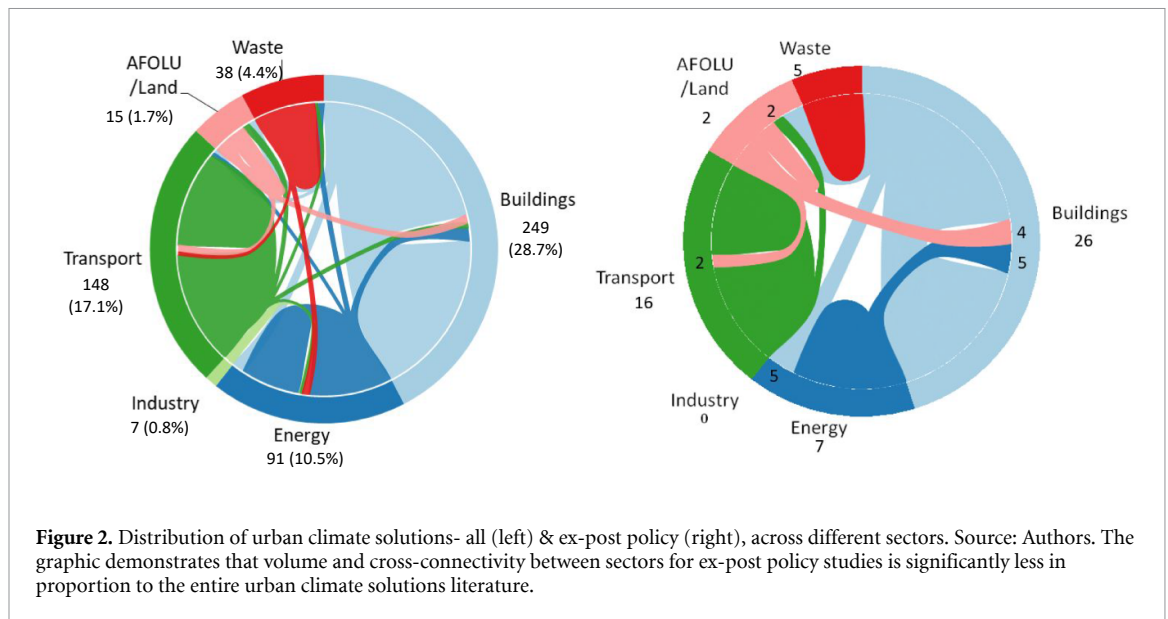 Waste
38 (4.4%)
AFOLU
/Land
15 (1.7%)
Buildings
249
(28.7%)
Transport
148
(17.1%)
Industry
7 (0.8%)
Energy
91 (10.5%)
Waste
5
AFOLU
/Land
2
2
Buildings
26
4
5
Transport
16
2
Industry
0
5
Energy
7
Figure 2. Distribution of urban climate solutions- all (left) & ex-post policy (right), across different sectors. Source: Authors. The
graphic demonstrates that volume and cross-connectivity between sectors for ex-post policy studies is significantly less in
proportion to the entire urban climate solutions literature.